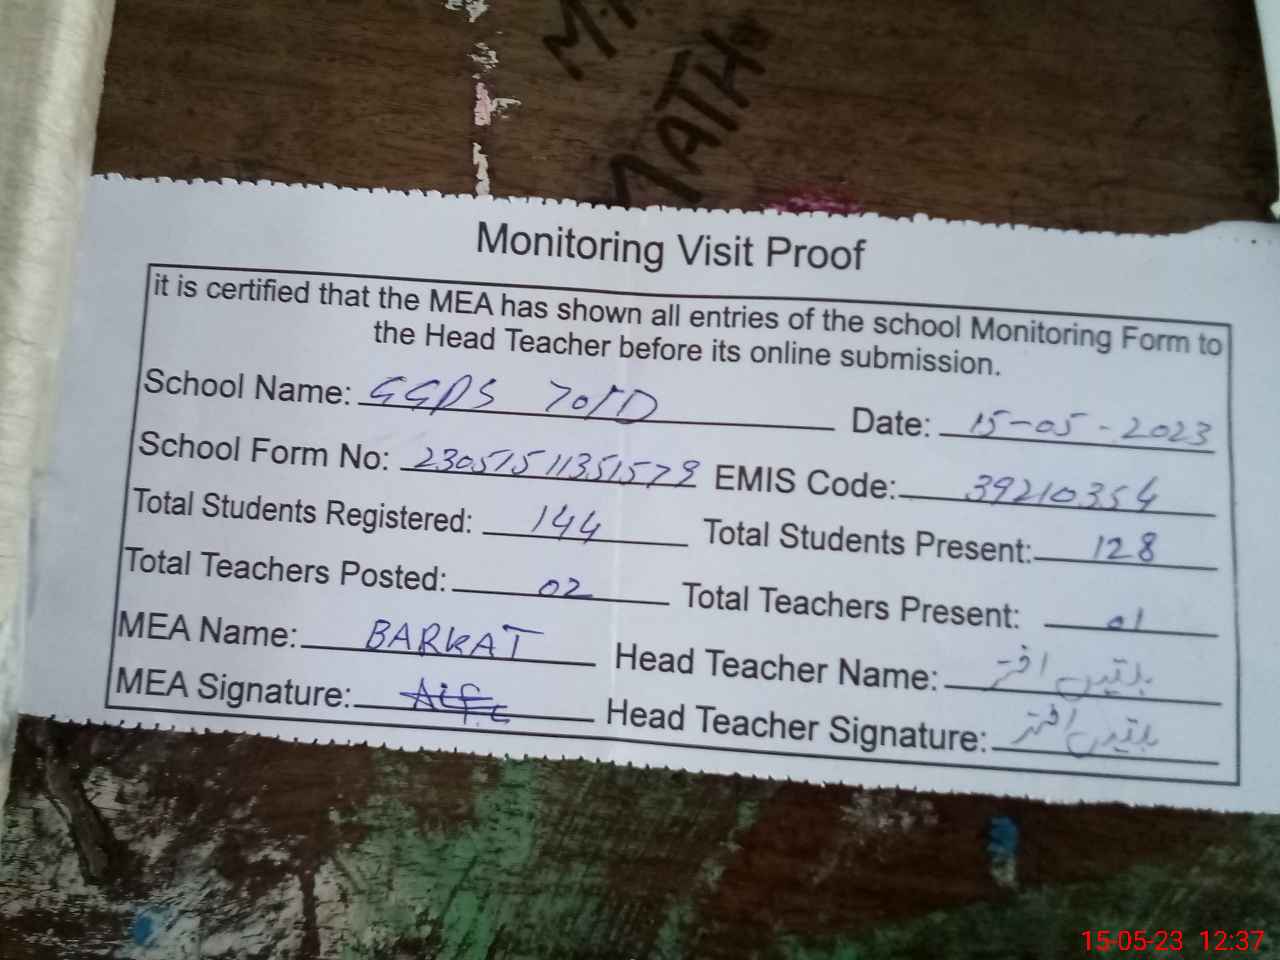 M.
MATH
Monitoring Visit Proof
it is certified that the MEA has shown all entries of the school Monitoring Form to
the Head Teacher before its online submission.
School Name: GGPS 70/TD Date: 15-05-2023
School Form No: 23051511351579 EMIS Code: 39210354
Total Students Registered: 144 Total Students Present: 128
Total Teachers Posted: 02 Total Teachers Present: 01
MEA Name: BARKAT Head Teacher Name: بلقیس اختر
MEA Signature: Head Teacher Signature: بلقیس اختر
15-05-23 12:37